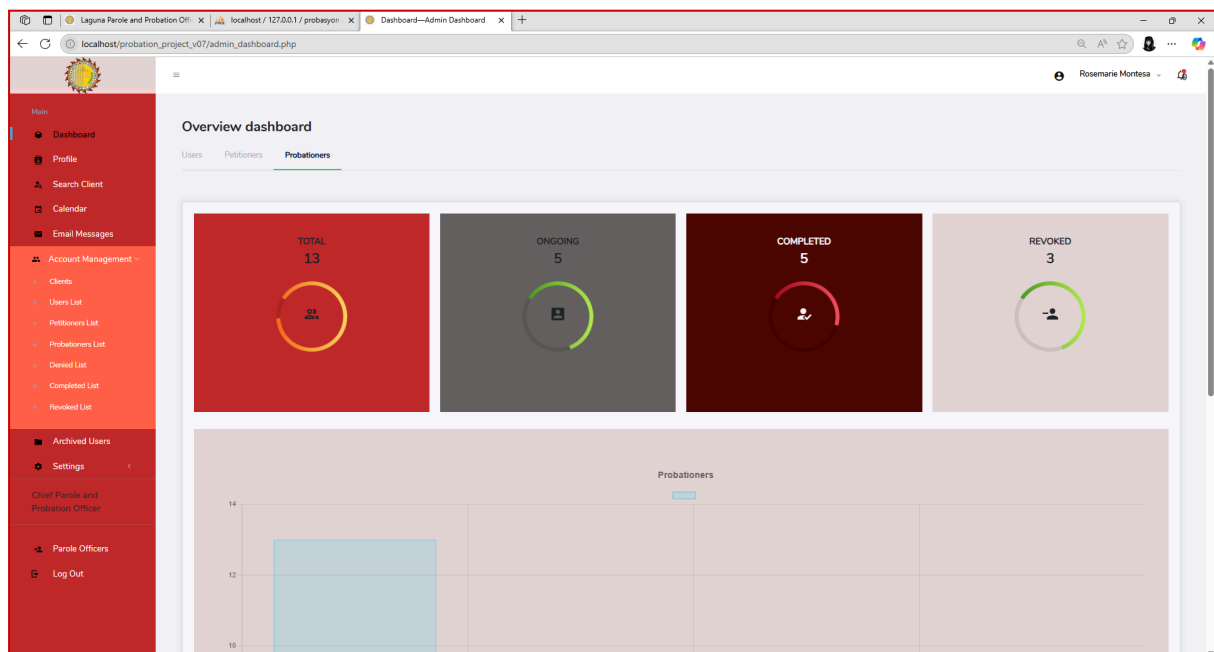 Laguna Parole and Probation Offi
localhost / 127.0.0.1 / probasyon
Dashboard—Admin Dashboard
localhost/probation_project_v07/admin_dashboard.php
Rosemarie Montesa
Main
Dashboard
Profile
Search Client
Calendar
Email Messages
Account Management
Clients
Users List
Petitioners List
Probationers List
Denied List
Completed List
Revoked List
Archived Users
Settings
Chief Parole and
Probation Officer
Parole Officers
Log Out
Overview dashboard
Users Petitioners Probationers
TOTAL
13
ONGOING
5
COMPLETED
5
REVOKED
3
Probationers
14
12
10